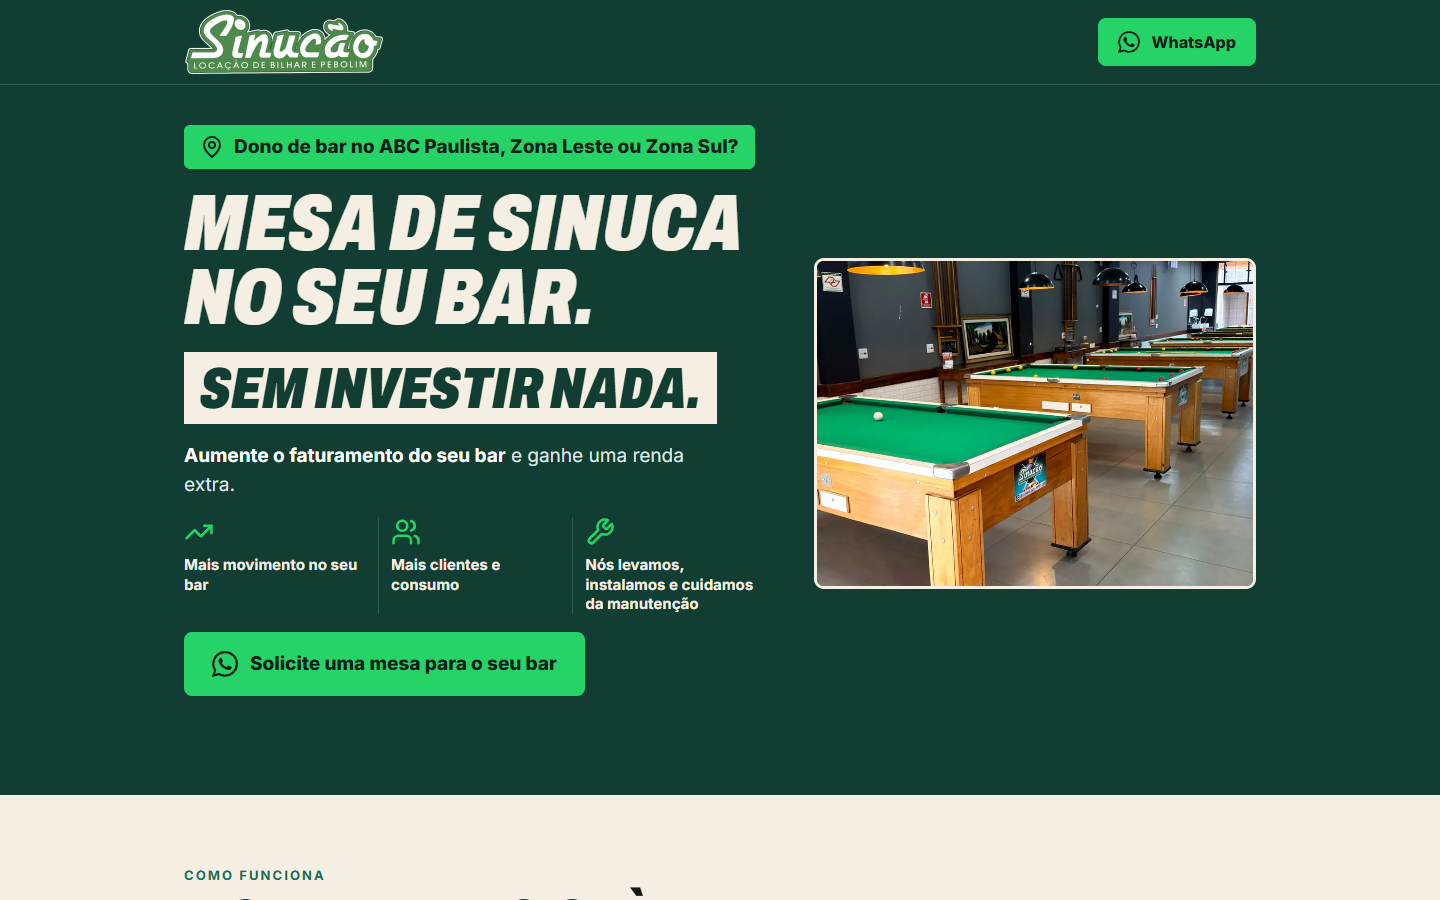 Sinucão
LOCAÇÃO DE BILHAR E PEBOLIM
WhatsApp
Dono de bar no ABC Paulista, Zona Leste ou Zona Sul?
MESA DE SINUCA
NO SEU BAR.
SEM INVESTIR NADA.
Aumente o faturamento do seu bar e ganhe uma renda
extra.
Mais movimento no seu
bar
Mais clientes e
consumo
Nós levamos,
instalamos e cuidamos
da manutenção
Sinucão
Solicite uma mesa para o seu bar
COMO FUNCIONA